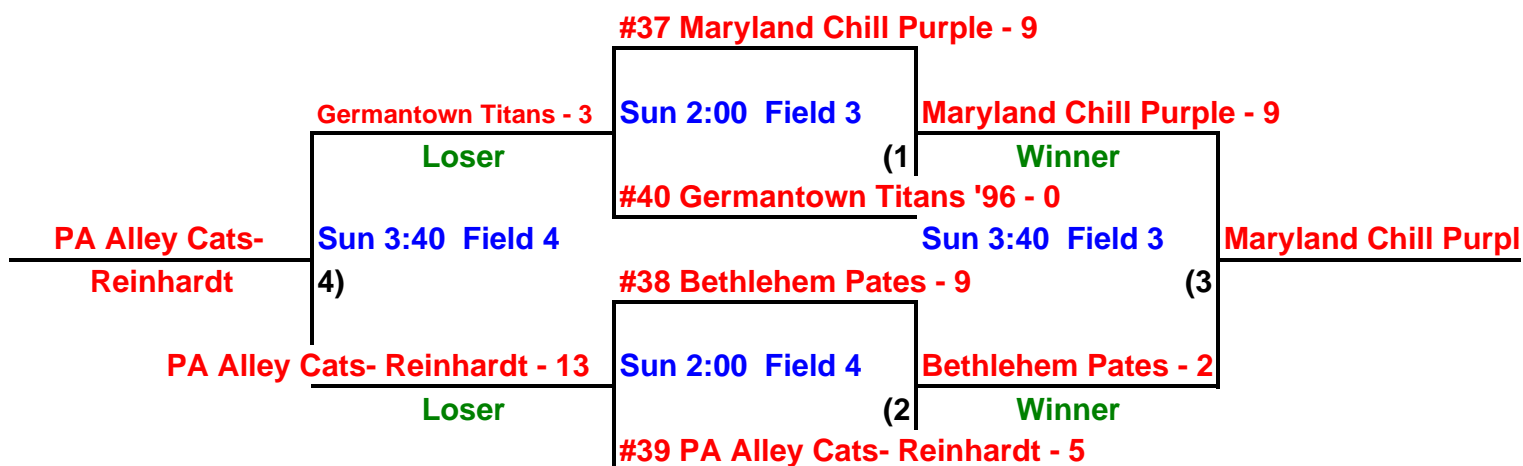 #37 Maryland Chill Purple - 9
Germantown Titans - 3
Sun 2:00 Field 3
Maryland Chill Purple - 9
Loser
(1
Winner
#40 Germantown Titans '96 - 0
PA Alley Cats-
Sun 3:40 Field 4
Sun 3:40 Field 3
Maryland Chill Purpl
Reinhardt
4)
#38 Bethlehem Pates - 9
(3
PA Alley Cats- Reinhardt - 13
Sun 2:00 Field 4
Bethlehem Pates - 2
Loser
(2
Winner
#39 PA Alley Cats- Reinhardt - 5